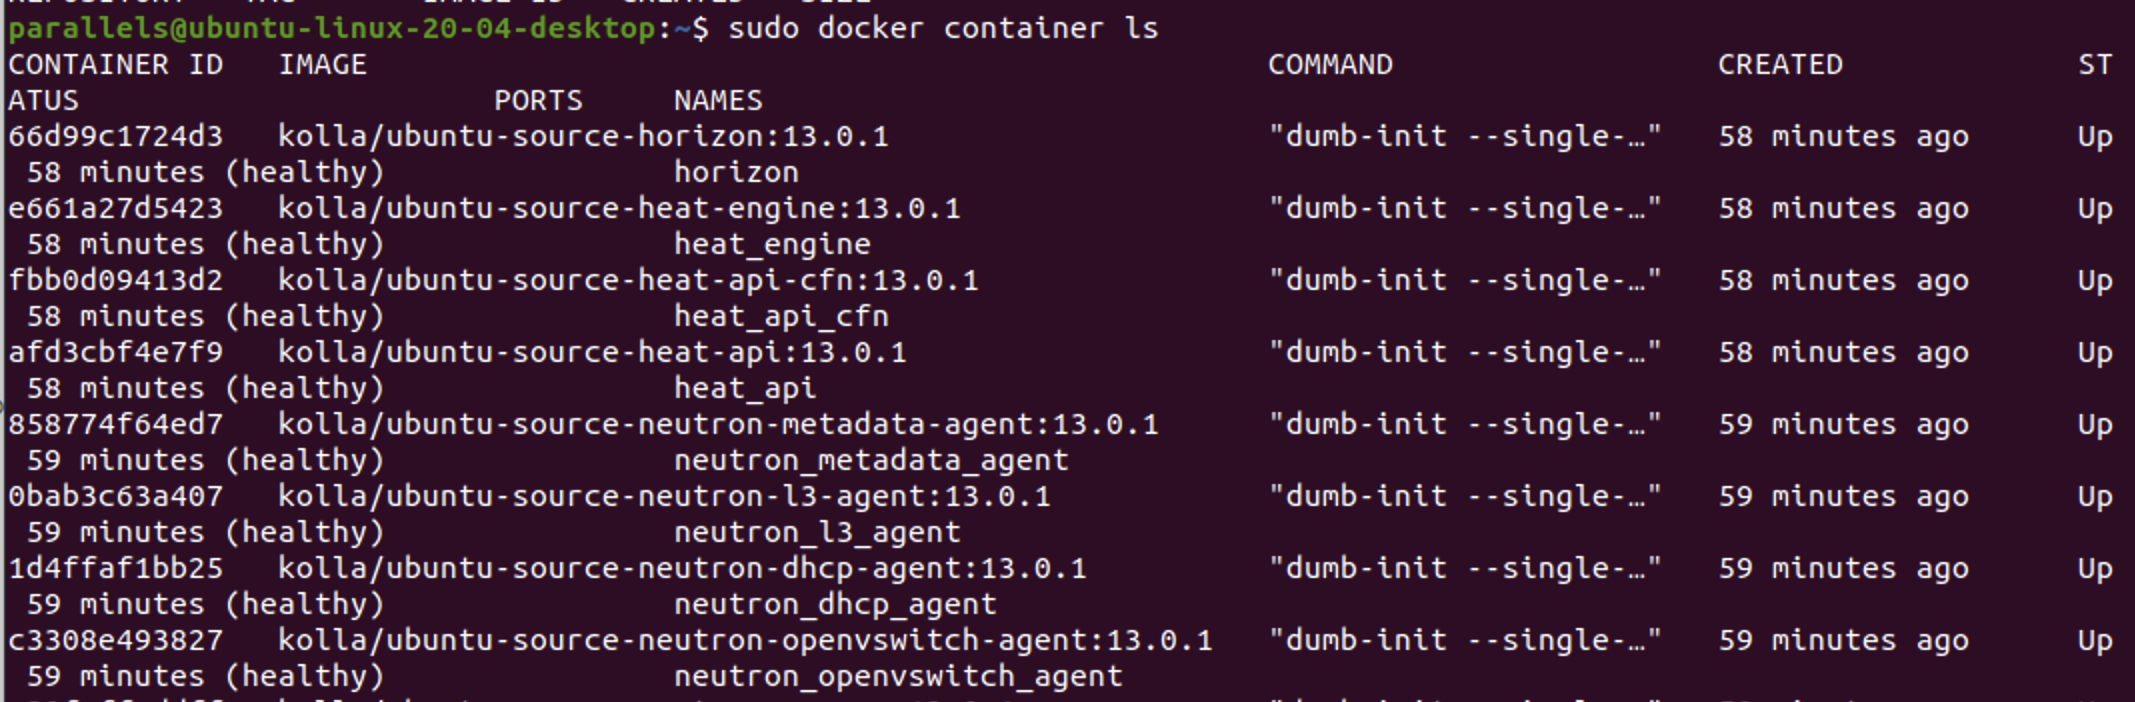 REPOSITORY TAG IMAGE ID CREATED SIZE
parallels@ubuntu-linux-20-04-desktop:~$ sudo docker container ls
CONTAINER ID IMAGE COMMAND CREATED ST
ATUS PORTS NAMES
66d99c1724d3 kolla/ubuntu-source-horizon:13.0.1 "dumb-init --single-…" 58 minutes ago Up
58 minutes (healthy) horizon
e661a27d5423 kolla/ubuntu-source-heat-engine:13.0.1 "dumb-init --single-…" 58 minutes ago Up
58 minutes (healthy) heat_engine
fbb0d09413d2 kolla/ubuntu-source-heat-api-cfn:13.0.1 "dumb-init --single-…" 58 minutes ago Up
58 minutes (healthy) heat_api_cfn
afd3cbf4e7f9 kolla/ubuntu-source-heat-api:13.0.1 "dumb-init --single-…" 58 minutes ago Up
58 minutes (healthy) heat_api
858774f64ed7 kolla/ubuntu-source-neutron-metadata-agent:13.0.1 "dumb-init --single-…" 59 minutes ago Up
59 minutes (healthy) neutron_metadata_agent
0bab3c63a407 kolla/ubuntu-source-neutron-l3-agent:13.0.1 "dumb-init --single-…" 59 minutes ago Up
59 minutes (healthy) neutron_l3_agent
1d4ffaf1bb25 kolla/ubuntu-source-neutron-dhcp-agent:13.0.1 "dumb-init --single-…" 59 minutes ago Up
59 minutes (healthy) neutron_dhcp_agent
c3308e493827 kolla/ubuntu-source-neutron-openvswitch-agent:13.0.1 "dumb-init --single-…" 59 minutes ago Up
59 minutes (healthy) neutron_openvswitch_agent